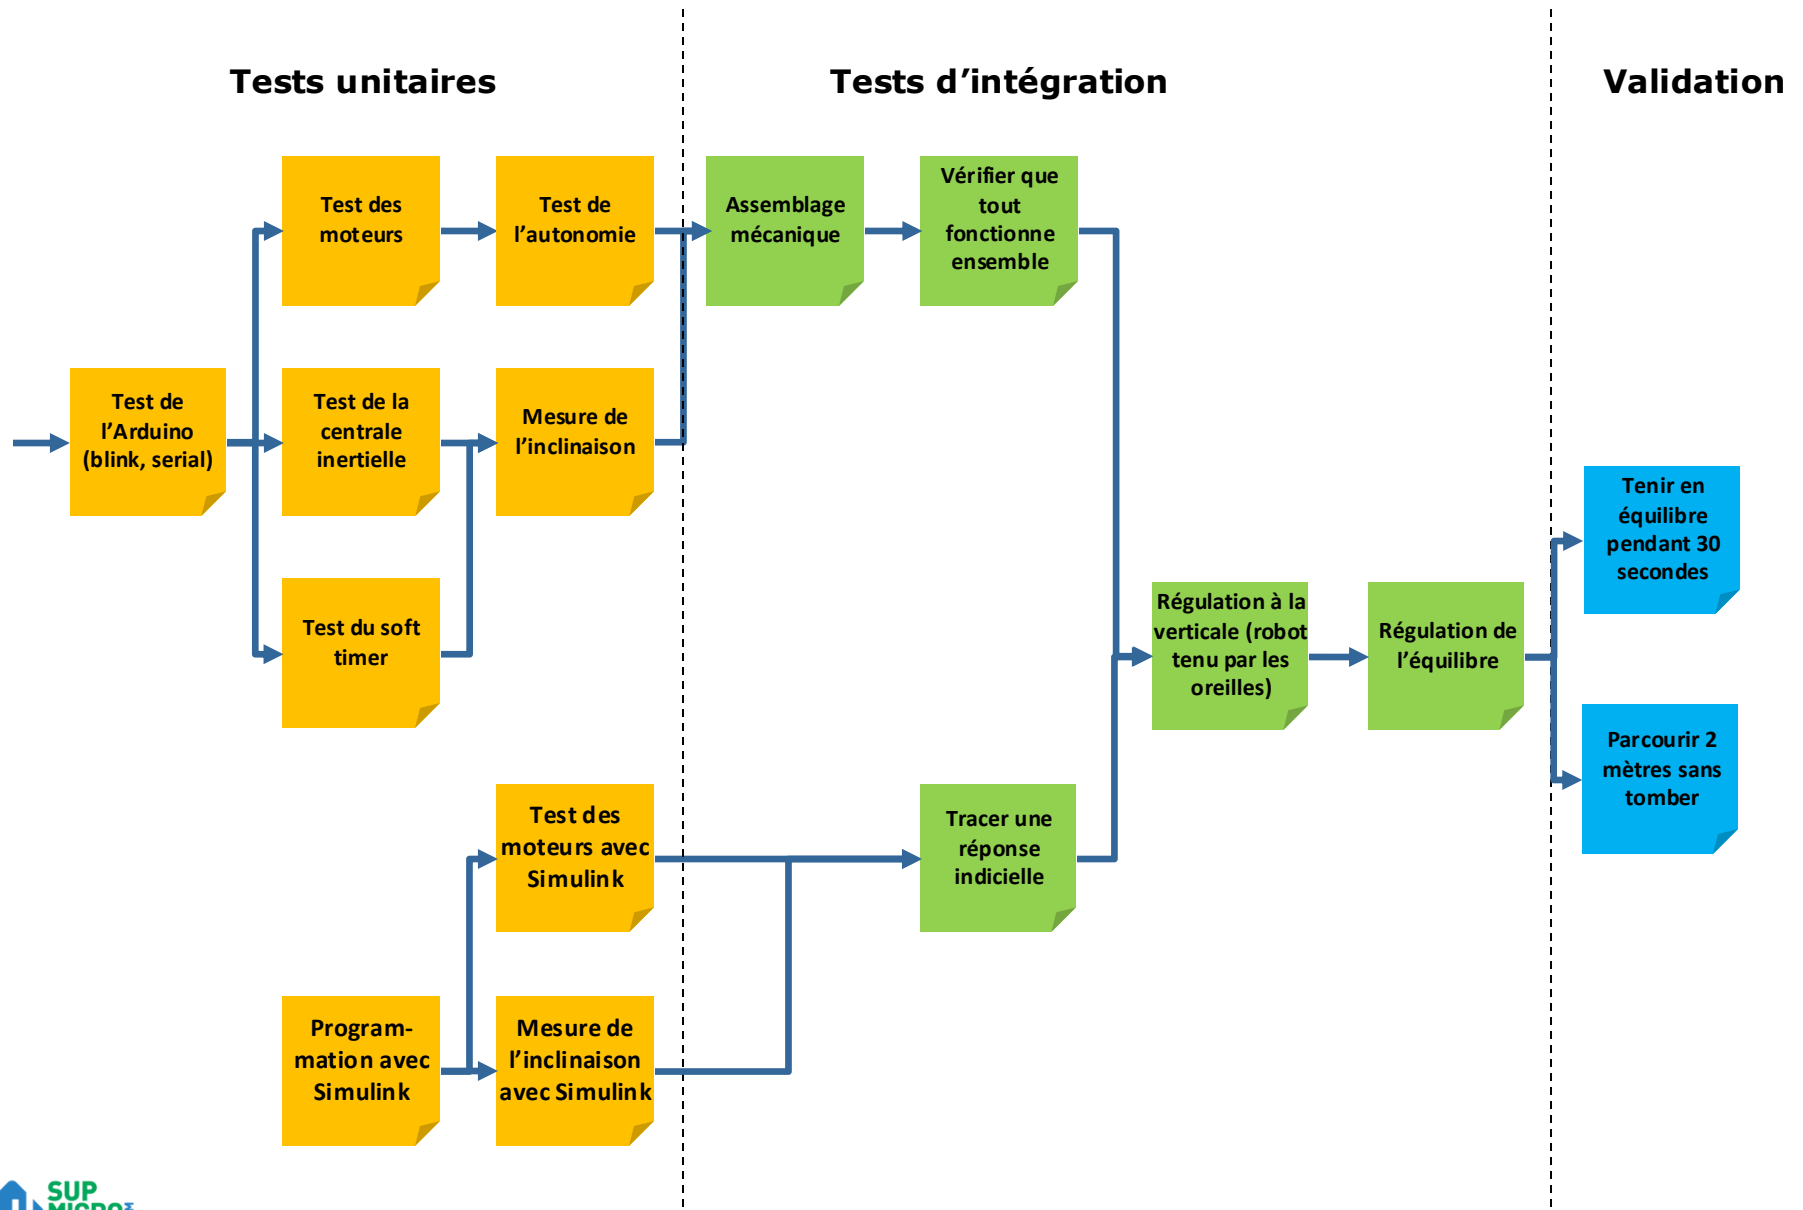 Tests unitaires
Tests d’intégration
Validation
Test des
moteurs
Test de
l’autonomie
Assemblage
mécanique
Vérifier que
tout
fonctionne
ensemble
Test de
l’Arduino
(blink, serial)
Test de la
centrale
inertielle
Mesure de
l’inclinaison
Test du soft
timer
Régulation à la
verticale (robot
tenu par les
oreilles)
Régulation de
l’équilibre
Tenir en
équilibre
pendant 30
secondes
Parcourir 2
mètres sans
tomber
Test des
moteurs avec
Simulink
Tracer une
réponse
indicielle
Program-
mation avec
Simulink
Mesure de
l’inclinaison
avec Simulink
SUP
MICRO